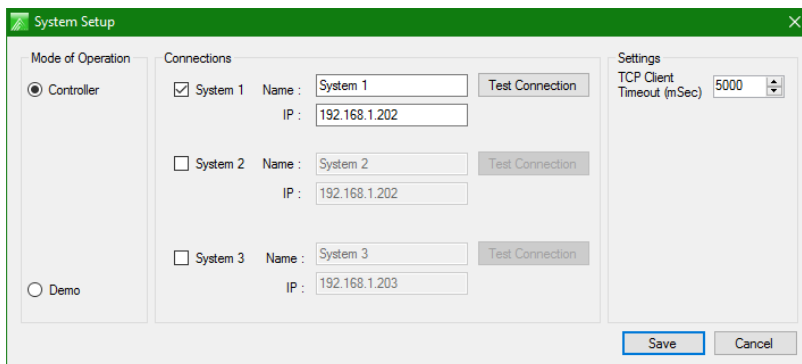 System Setup
Mode of Operation
Controller
Demo
Connections
System 1 Name : System 1 Test Connection
IP : 192.168.1.202
System 2 Name : System 2 Test Connection
IP : 192.168.1.202
System 3 Name : System 3 Test Connection
IP : 192.168.1.203
Settings
TCP Client
Timeout (mSec) 5000
Save Cancel